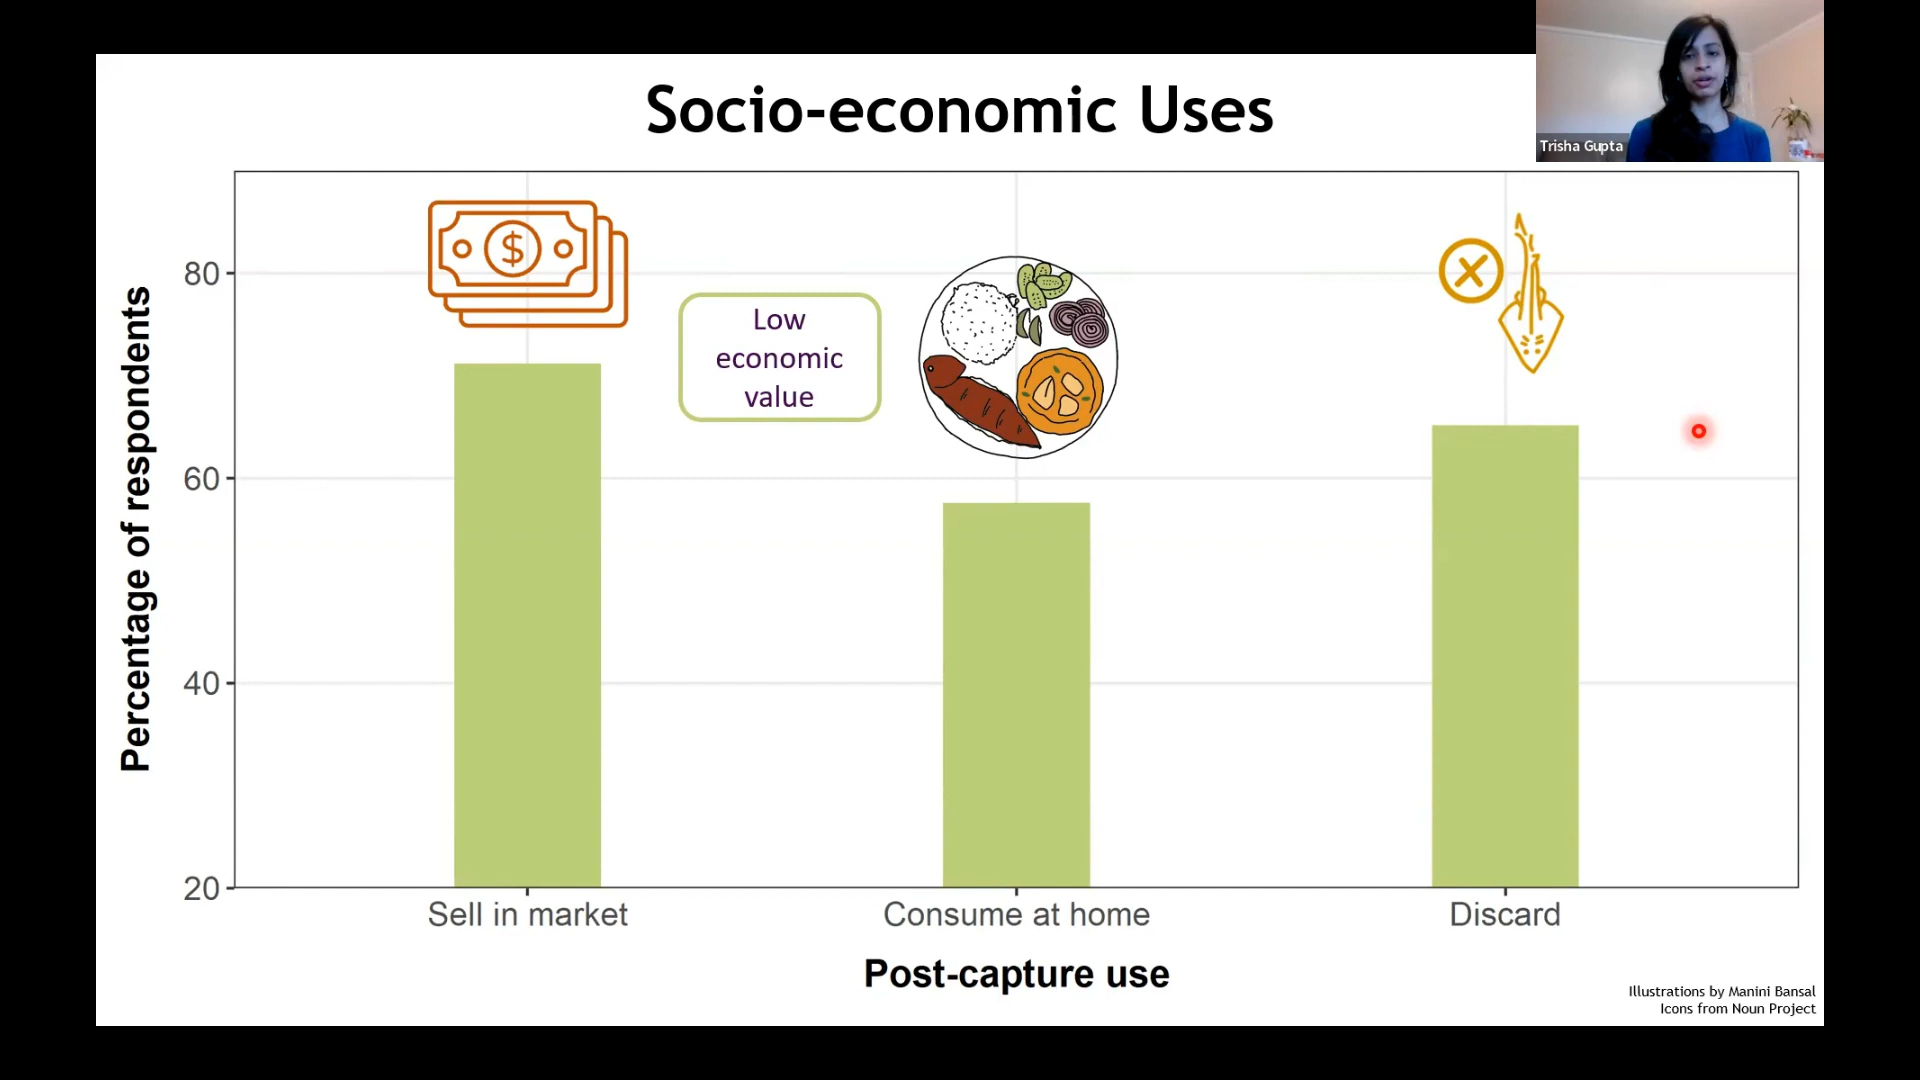 Socio-economic Uses
Trisha Gupta
Percentage of respondents
80
60
40
20
$
Low
economic
value
Sell in market
Consume at home
Discard
Post-capture use
Illustrations by Manini Bansal
Icons from Noun Project